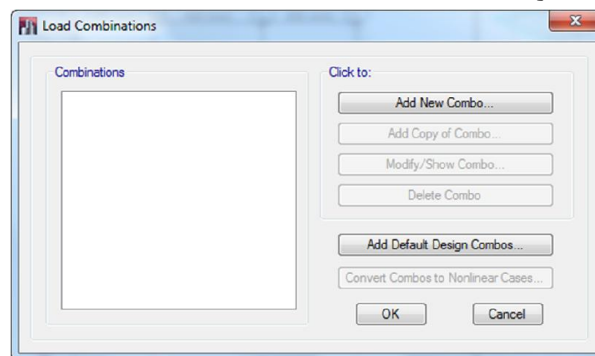 Load Combinations
Combinations
Click to:
Add New Combo...
Add Copy of Combo...
Modify/Show Combo...
Delete Combo
Add Default Design Combos...
Convert Combos to Nonlinear Cases...
OK
Cancel